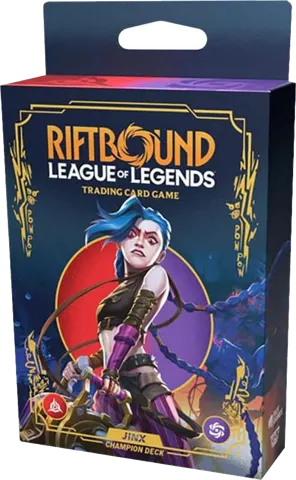 RIFTBOUND
LEAGUE OF LEGENDS
TRADING CARD GAME
JINX
CHAMPION DECK